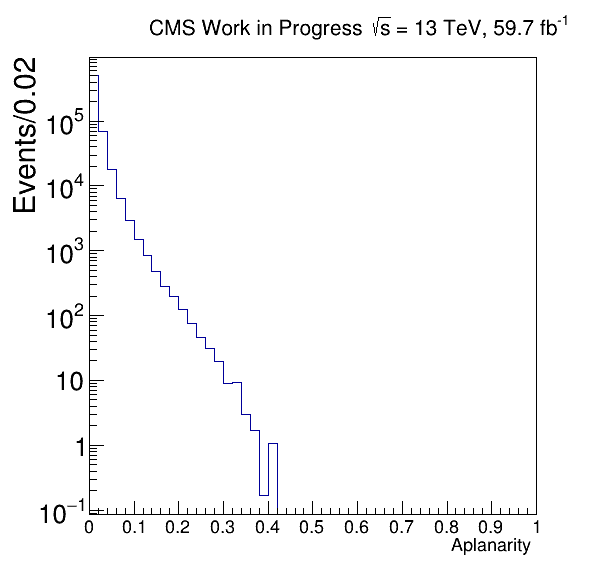 CMS Work in Progress √s = 13 TeV, 59.7 fb⁻¹
Events/0.02
10⁵
10⁴
10³
10²
10
1
10⁻¹
0 0.1 0.2 0.3 0.4 0.5 0.6 0.7 0.8 0.9 1
Aplanarity